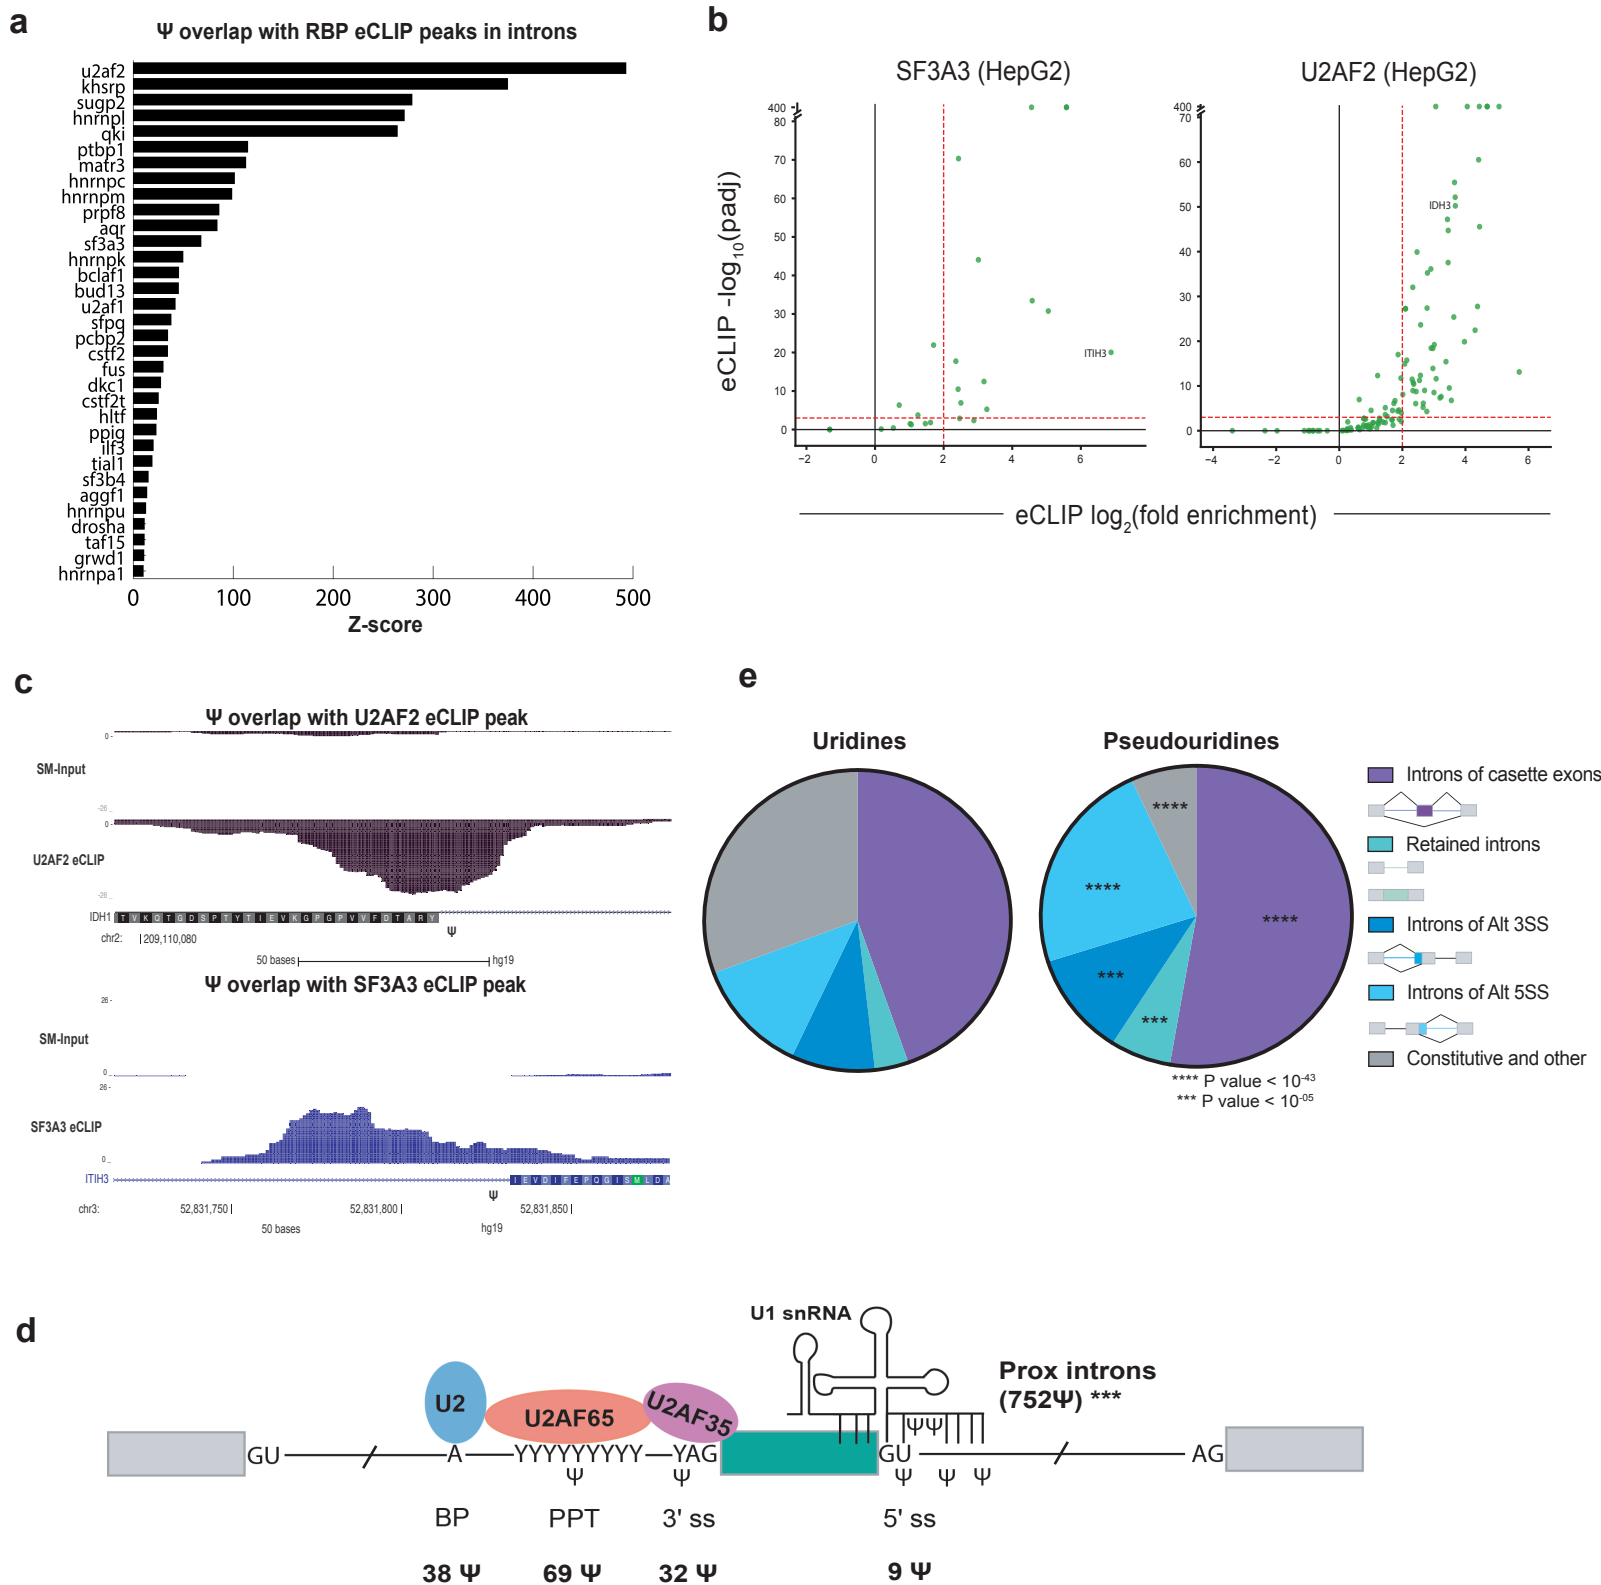 a
Ψ overlap with RBP eCLIP peaks in introns
u2af2
khsrp
sugp2
hnrnpl
qki
ptbp1
matr3
hnrnpc
hnrnpm
prpf8
aqr
sf3a3
hnrnpk
bclaf1
bud13
u2af1
sfpq
pcbp2
cstf2
fus
dkc1
cstf2t
hltf
ppig
ilf3
tial1
sf3b4
aggf1
hnrnpu
drosha
taf15
grwd1
hnrnpa1
0 100 200 300 400 500
Z-score
b
SF3A3 (HepG2)
U2AF2 (HepG2)
eCLIP -log10(padj)
400
80
70
60
50
40
30
20
10
0
ITIH3
−2 0 2 4 6
400
70
60
50
40
30
20
10
0
IDH3
−4 −2 0 2 4 6
eCLIP log2(fold enrichment)
c
Ψ overlap with U2AF2 eCLIP peak
0 -
SM-Input
-26 _
0 -
U2AF2 eCLIP
-26 _
IDH1 T V K Q T G D S P T Y T I E V K G P G P V V F D T A R Y
Ψ
chr2: 209,110,080
50 bases hg19
Ψ overlap with SF3A3 eCLIP peak
26 -
SM-Input
0 _
26 -
SF3A3 eCLIP
0 _
ITIH3 I E V D I F E P Q G I S M L D A
Ψ
chr3: 52,831,750 52,831,800 52,831,850
50 bases hg19
e
Uridines
Pseudouridines
****
****
****
***
***
**** P value < 10-43
*** P value < 10-05
Introns of casette exons
Retained introns
Introns of Alt 3SS
Introns of Alt 5SS
Constitutive and other
d
U1 snRNA
Prox introns
(752Ψ) ***
U2 U2AF65 U2AF35
ΨΨ
GU A YYYYYYYYY YAG GU AG
Ψ Ψ Ψ Ψ Ψ
BP PPT 3' ss 5' ss
38 Ψ 69 Ψ 32 Ψ 9 Ψ